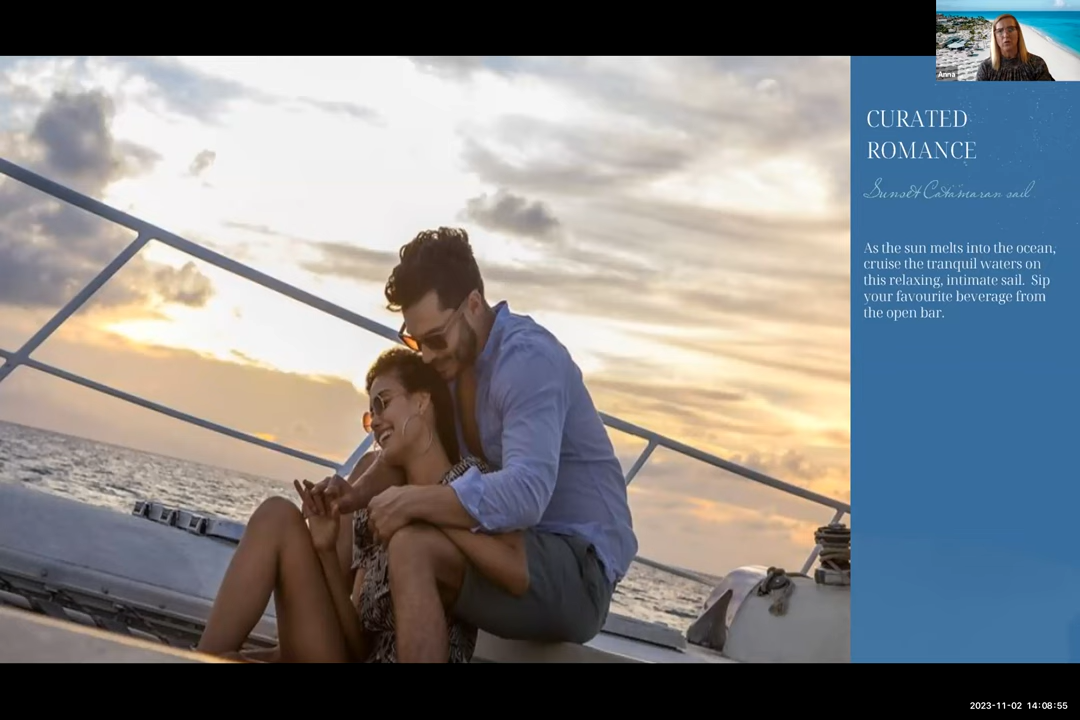 Anna
CURATED
ROMANCE
Sunset Catamaran sail
As the sun melts into the ocean,
cruise the tranquil waters on
this relaxing, intimate sail.  Sip
your favourite beverage from
the open bar.
2023-11-02 14:08:55